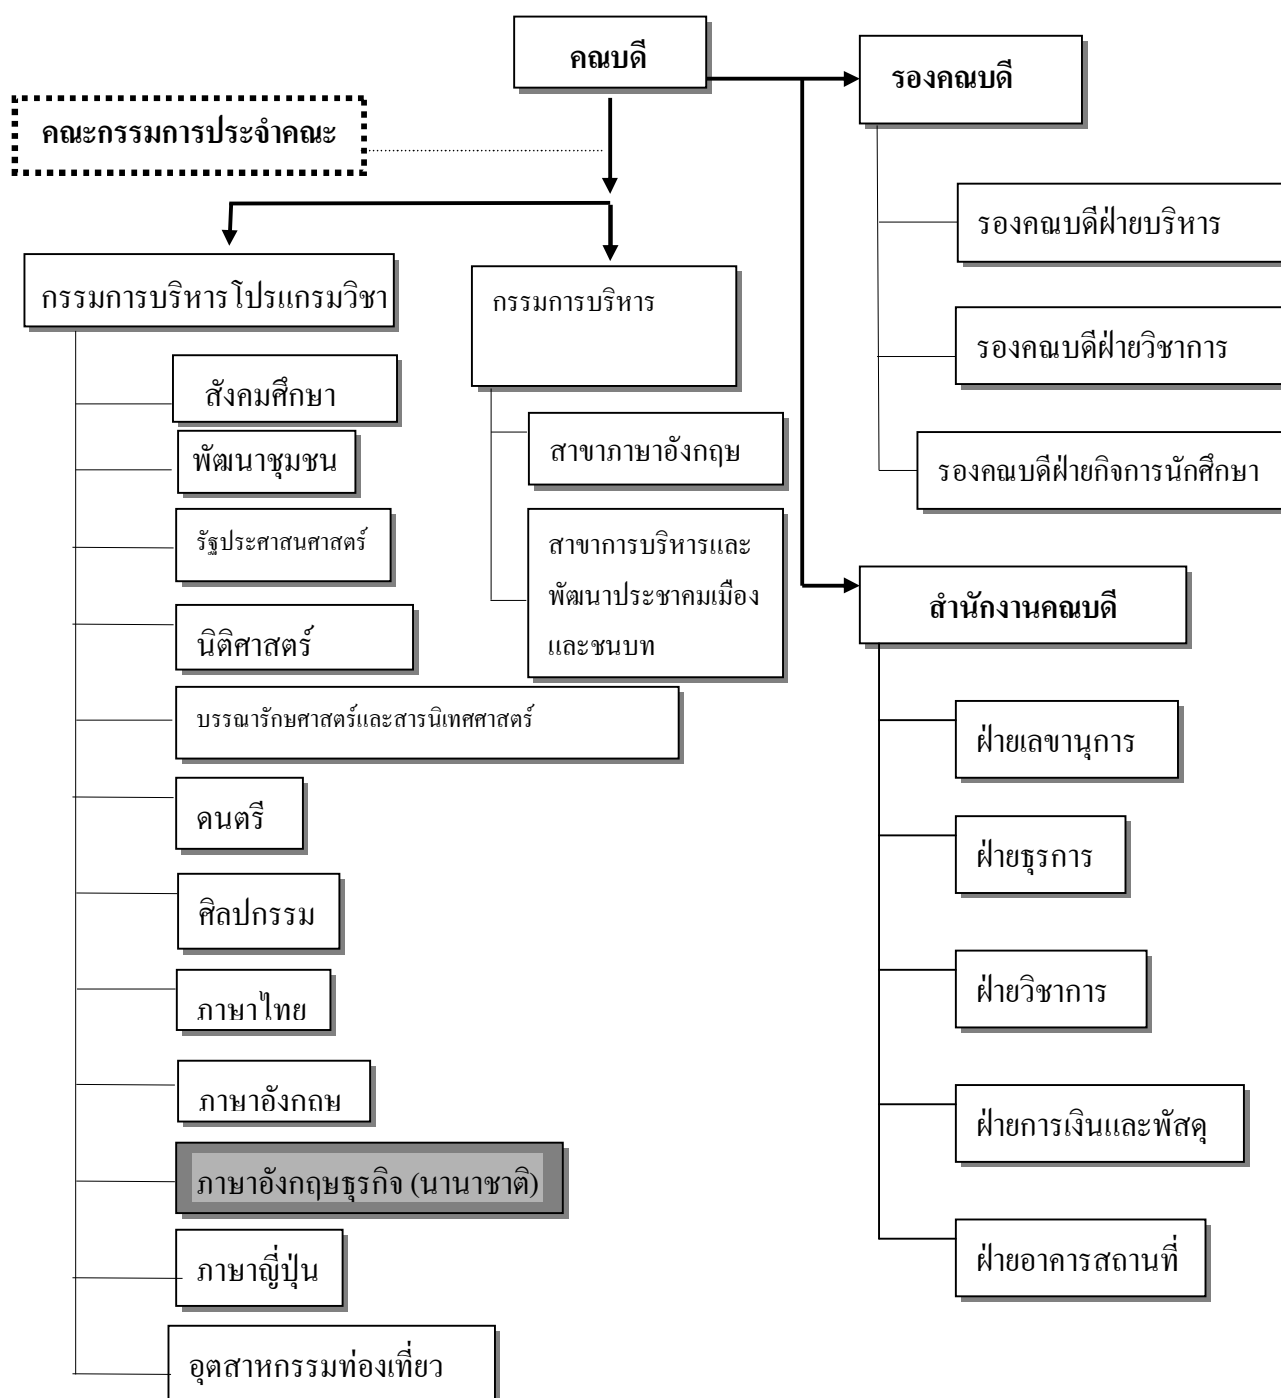 คณบดี
รองคณบดี
คณะกรรมการประจำคณะ
รองคณบดีฝ่ายบริหาร
รองคณบดีฝ่ายวิชาการ
รองคณบดีฝ่ายกิจการนักศึกษา
กรรมการบริหารโปรแกรมวิชา
สังคมศึกษา
พัฒนาชุมชน
รัฐประศาสนศาสตร์
นิติศาสตร์
บรรณารักษศาสตร์และสารนิเทศศาสตร์
ดนตรี
ศิลปกรรม
ภาษาไทย
ภาษาอังกฤษ
ภาษาอังกฤษธุรกิจ (นานาชาติ)
ภาษาญี่ปุ่น
อุตสาหกรรมท่องเที่ยว
กรรมการบริหาร
สาขาภาษาอังกฤษ
สาขาการบริหารและ
พัฒนาประชาคมเมือง
และชนบท
สำนักงานคณบดี
ฝ่ายเลขานุการ
ฝ่ายธุรการ
ฝ่ายวิชาการ
ฝ่ายการเงินและพัสดุ
ฝ่ายอาคารสถานที่